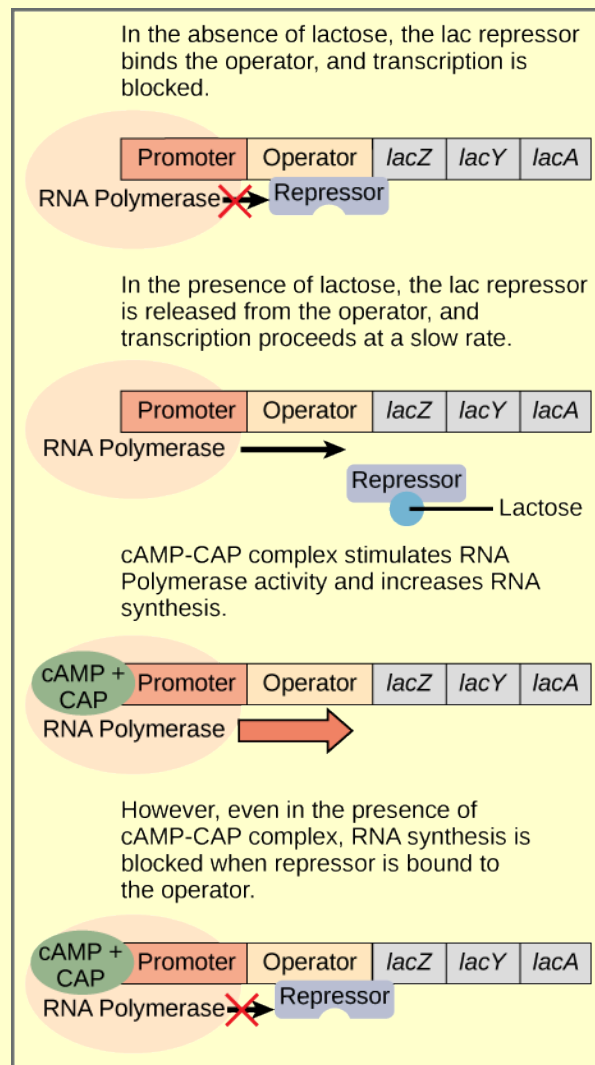 In the absence of lactose, the lac repressor
binds the operator, and transcription is
blocked.
Promoter Operator lacZ lacY lacA
RNA Polymerase Repressor
In the presence of lactose, the lac repressor
is released from the operator, and
transcription proceeds at a slow rate.
Promoter Operator lacZ lacY lacA
RNA Polymerase
Repressor
Lactose
cAMP-CAP complex stimulates RNA
Polymerase activity and increases RNA
synthesis.
cAMP +
CAP
Promoter Operator lacZ lacY lacA
RNA Polymerase
However, even in the presence of
cAMP-CAP complex, RNA synthesis is
blocked when repressor is bound to
the operator.
cAMP +
CAP
Promoter Operator lacZ lacY lacA
RNA Polymerase Repressor